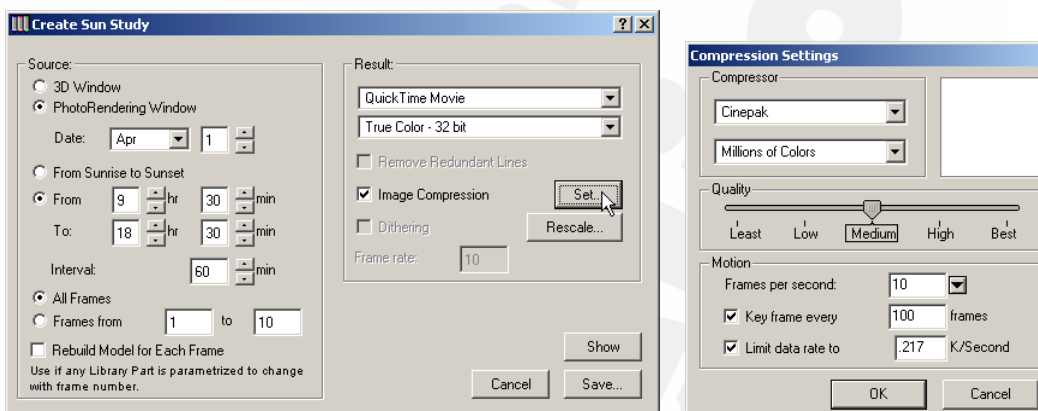 Create Sun Study
Source:
3D Window
PhotoRendering Window
Date: Apr 1
From Sunrise to Sunset
From 9 hr 30 min
To: 18 hr 30 min
Interval: 60 min
All Frames
Frames from 1 to 10
Rebuild Model for Each Frame
Use if any Library Part is parametrized to change
with frame number.
Result:
QuickTime Movie
True Color - 32 bit
Remove Redundant Lines
Image Compression Set...
Dithering Rescale...
Frame rate: 10
Show
Cancel Save...
Compression Settings
Compressor
Cinepak
Millions of Colors
Quality
Least Low Medium High Best
Motion
Frames per second: 10
Key frame every 100 frames
Limit data rate to .217 K/Second
OK Cancel